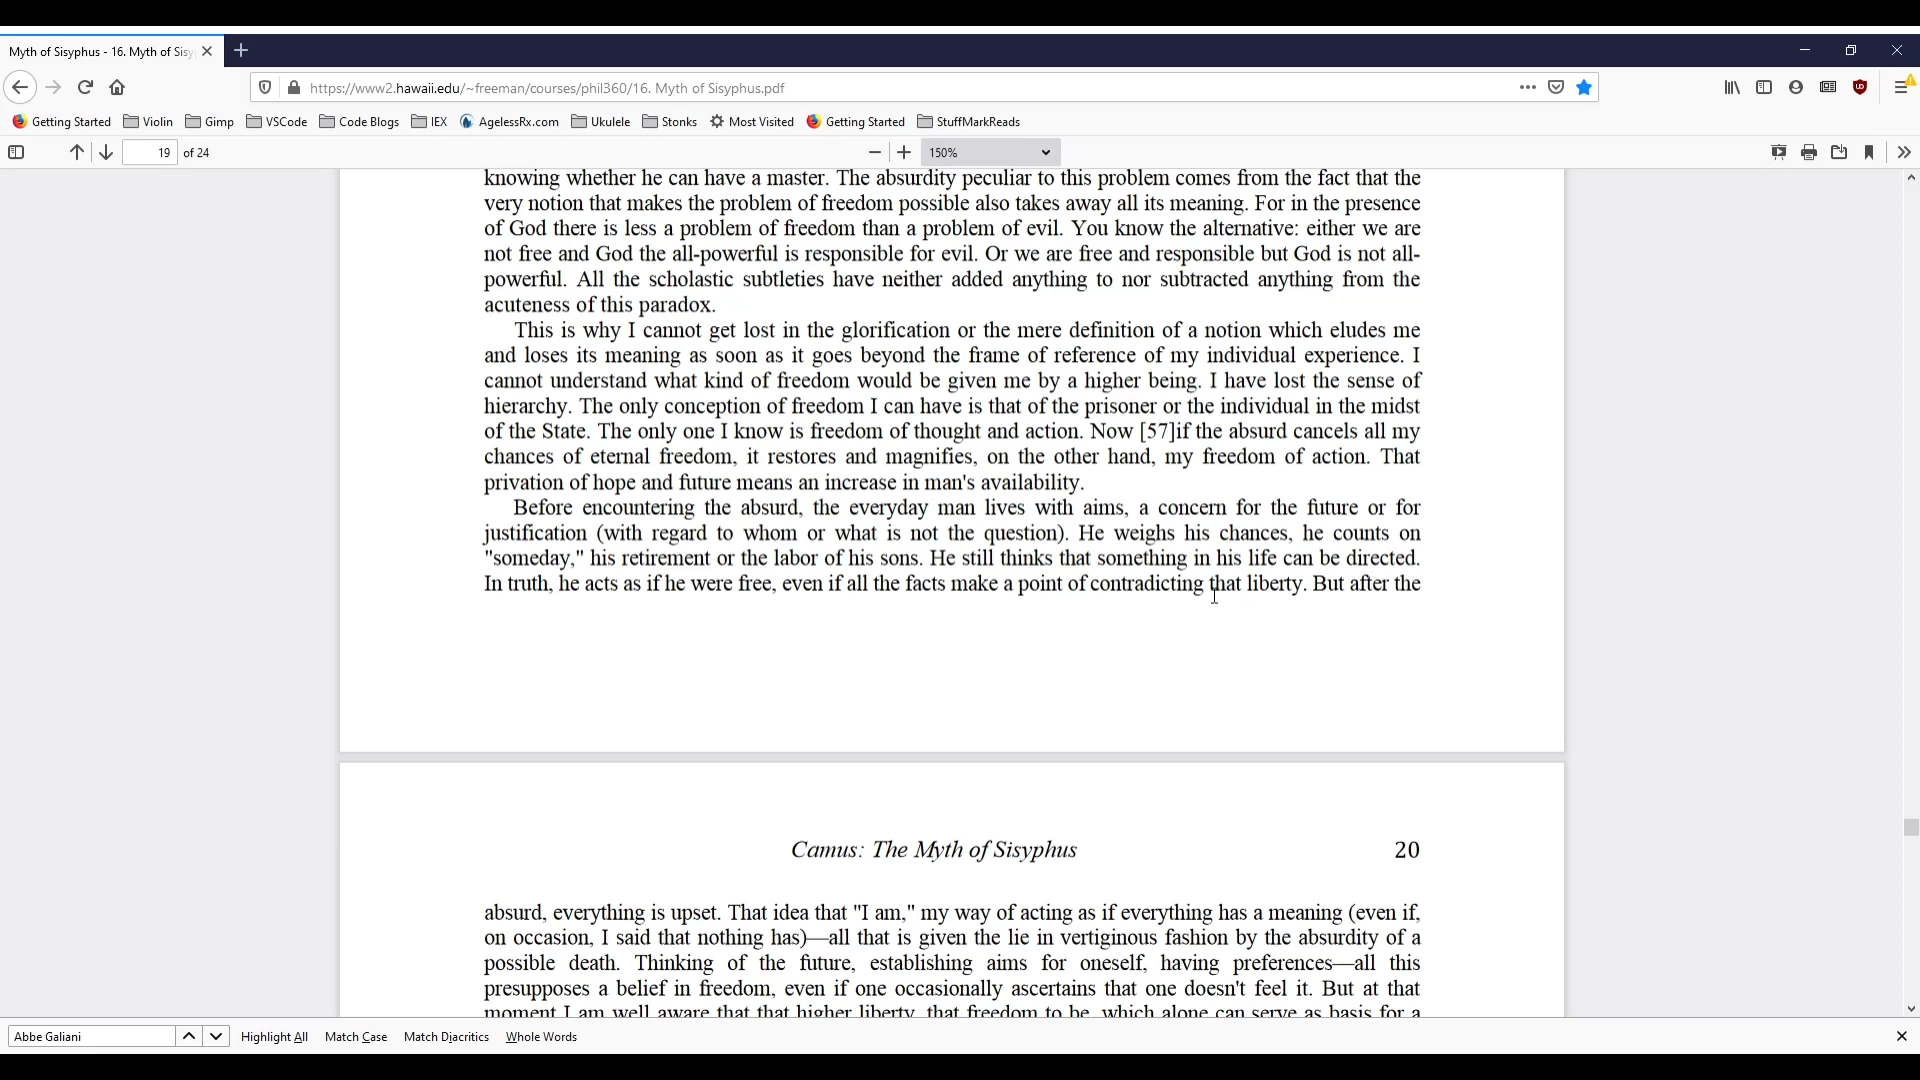 Myth of Sisyphus - 16. Myth of Sisy
https://www2.hawaii.edu/~freeman/courses/phil360/16. Myth of Sisyphus.pdf
Getting Started Violin Gimp VSCode Code Blogs IEX AgelessRx.com Ukulele Stonks Most Visited Getting Started StuffMarkReads
19 of 24 150%
knowing whether he can have a master. The absurdity peculiar to this problem comes from the fact that the
very notion that makes the problem of freedom possible also takes away all its meaning. For in the presence
of God there is less a problem of freedom than a problem of evil. You know the alternative: either we are
not free and God the all-powerful is responsible for evil. Or we are free and responsible but God is not all-
powerful. All the scholastic subtleties have neither added anything to nor subtracted anything from the
acuteness of this paradox.
This is why I cannot get lost in the glorification or the mere definition of a notion which eludes me
and loses its meaning as soon as it goes beyond the frame of reference of my individual experience. I
cannot understand what kind of freedom would be given me by a higher being. I have lost the sense of
hierarchy. The only conception of freedom I can have is that of the prisoner or the individual in the midst
of the State. The only one I know is freedom of thought and action. Now [57]if the absurd cancels all my
chances of eternal freedom, it restores and magnifies, on the other hand, my freedom of action. That
privation of hope and future means an increase in man's availability.
Before encountering the absurd, the everyday man lives with aims, a concern for the future or for
justification (with regard to whom or what is not the question). He weighs his chances, he counts on
"someday," his retirement or the labor of his sons. He still thinks that something in his life can be directed.
In truth, he acts as if he were free, even if all the facts make a point of contradicting that liberty. But after the
Camus: The Myth of Sisyphus 20
absurd, everything is upset. That idea that "I am," my way of acting as if everything has a meaning (even if,
on occasion, I said that nothing has)—all that is given the lie in vertiginous fashion by the absurdity of a
possible death. Thinking of the future, establishing aims for oneself, having preferences—all this
presupposes a belief in freedom, even if one occasionally ascertains that one doesn't feel it. But at that
moment I am well aware that that higher liberty, that freedom to be, which alone can serve as basis for a
Abbe Galiani Highlight All Match Case Match Diacritics Whole Words